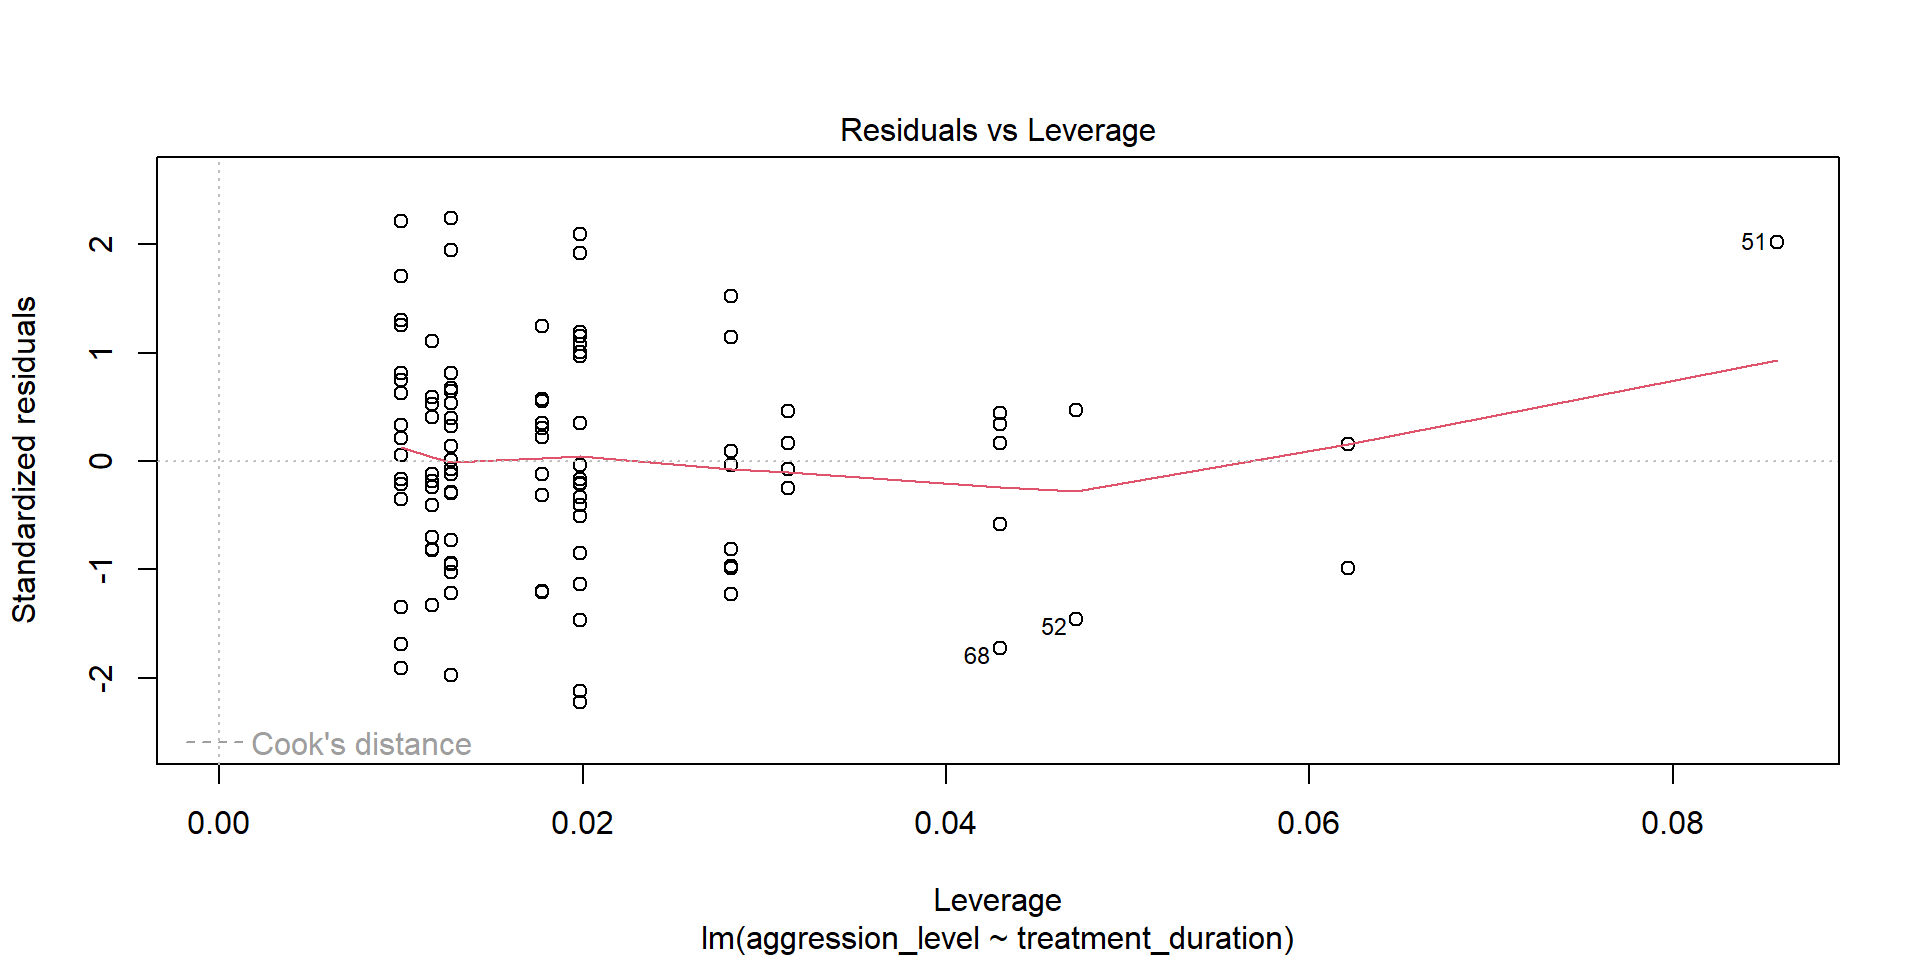 Residuals vs Leverage
Standardized residuals
2
1
0
-1
-2
51
52
68
Cook's distance
0.00 0.02 0.04 0.06 0.08
Leverage
lm(aggression_level ~ treatment_duration)